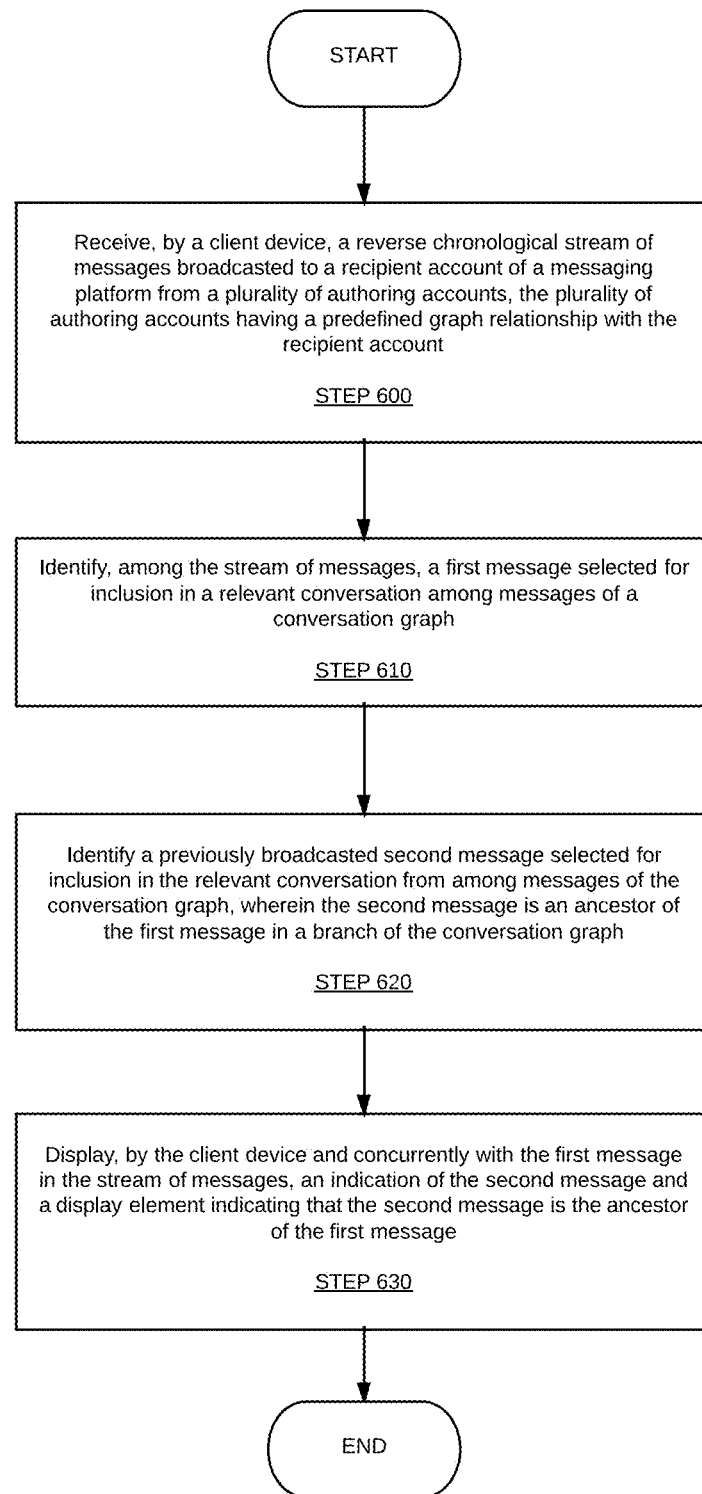 START
Receive, by a client device, a reverse chronological stream of
messages broadcasted to a recipient account of a messaging
platform from a plurality of authoring accounts, the plurality of
authoring accounts having a predefined graph relationship with the
recipient account
STEP 600
Identify, among the stream of messages, a first message selected for
inclusion in a relevant conversation among messages of a
conversation graph
STEP 610
Identify a previously broadcasted second message selected for
inclusion in the relevant conversation from among messages of the
conversation graph, wherein the second message is an ancestor of
the first message in a branch of the conversation graph
STEP 620
Display, by the client device and concurrently with the first message
in the stream of messages, an indication of the second message and
a display element indicating that the second message is the ancestor
of the first message
STEP 630
END